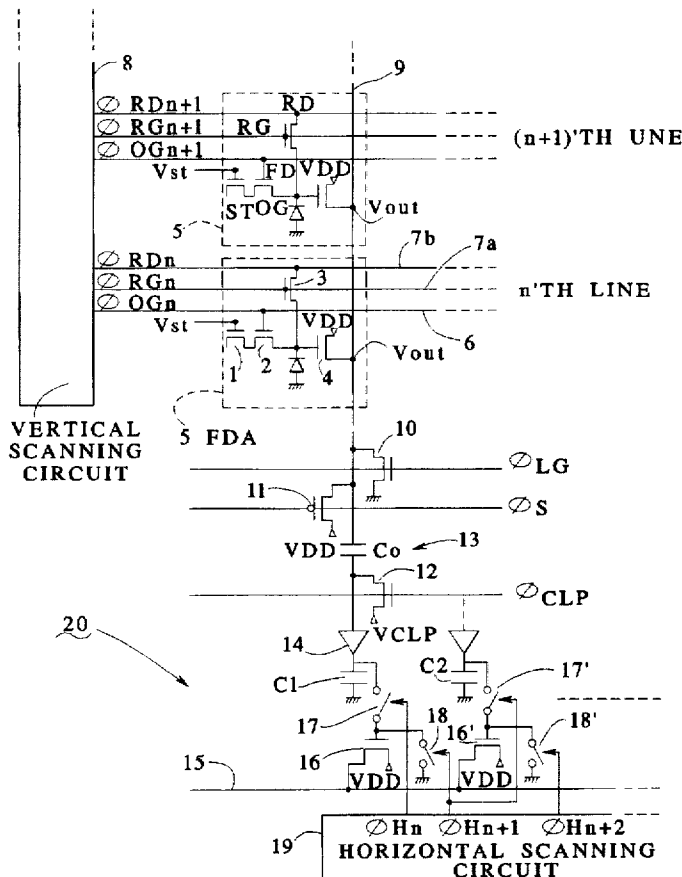 8
9
∅ RDn+1
RD
∅ RGn+1
RG
(n+1)'TH UNE
∅ OGn+1
FD
VDD
Vst
ST
OG
Vout
5
7b
7a
∅ RDn
∅ RGn
3
n'TH LINE
∅ OGn
VDD
Vst
6
1
2
4
Vout
5 FDA
VERTICAL
SCANNING
CIRCUIT
10
∅LG
11
∅S
VDD
Co
13
12
∅CLP
20
14
VCLP
17'
C1
C2
17
18
16'
18'
16
15
VDD
VDD
19
∅Hn ∅Hn+1 ∅Hn+2
HORIZONTAL SCANNING
CIRCUIT